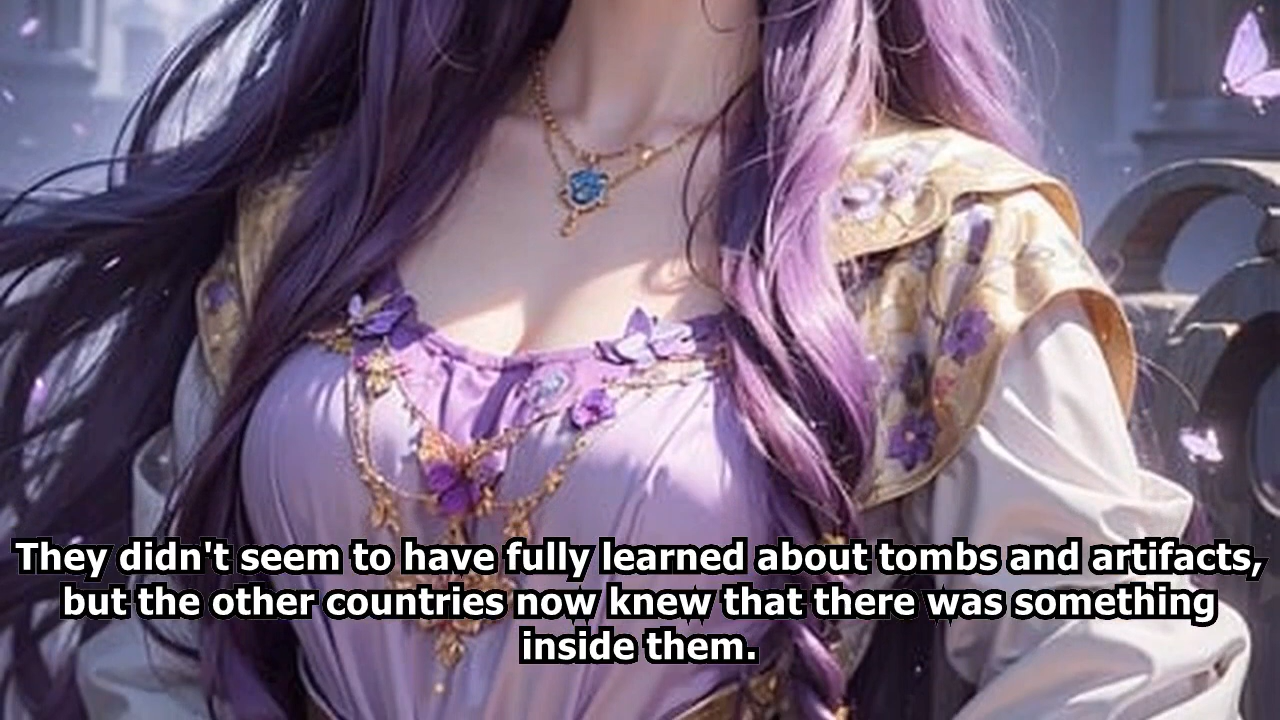 They didn't seem to have fully learned about tombs and artifacts,
but the other countries now knew that there was something
inside them.